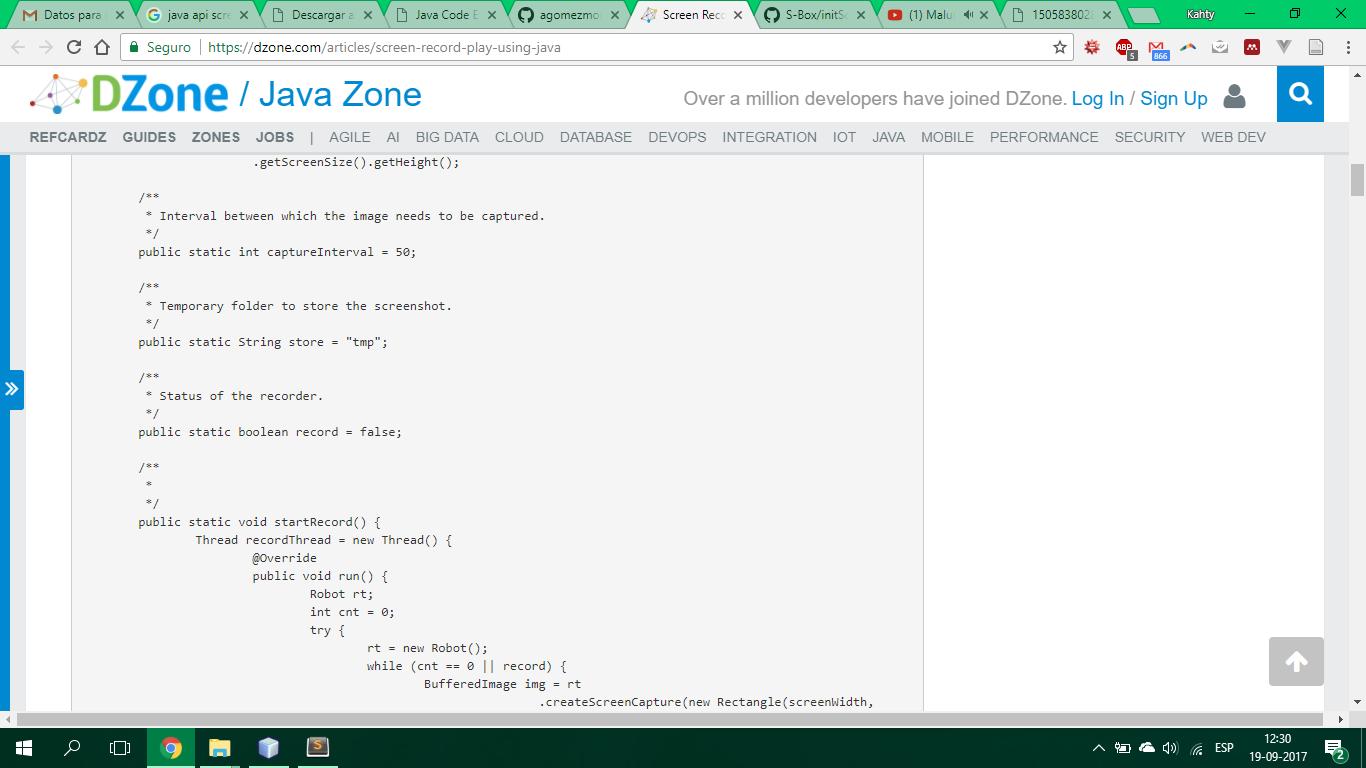 Datos para
java api scre
Descargar a
Java Code E
agomezmo
Screen Rec
S-Box/initS
(1) Malu
1505838028
Kahty
Seguro
https://dzone.com/articles/screen-record-play-using-java
ABP
5
866
DZone / Java Zone
Over a million developers have joined DZone. Log In / Sign Up
REFCARDZ GUIDES ZONES JOBS | AGILE AI BIG DATA CLOUD DATABASE DEVOPS INTEGRATION IOT JAVA MOBILE PERFORMANCE SECURITY WEB DEV
.getScreenSize().getHeight();
/**
* Interval between which the image needs to be captured.
*/
public static int captureInterval = 50;
/**
* Temporary folder to store the screenshot.
*/
public static String store = "tmp";
/**
* Status of the recorder.
*/
public static boolean record = false;
/**
*
*/
public static void startRecord() {
Thread recordThread = new Thread() {
@Override
public void run() {
Robot rt;
int cnt = 0;
try {
rt = new Robot();
while (cnt == 0 || record) {
BufferedImage img = rt
.createScreenCapture(new Rectangle(screenWidth,
ESP
12:30
19-09-2017
2